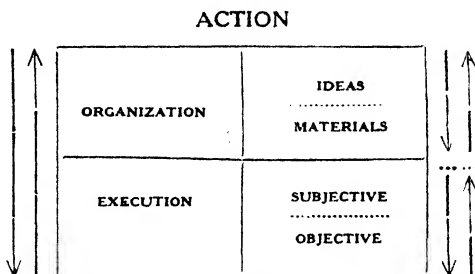 ACTION
ORGANIZATION
IDEAS
MATERIALS
EXECUTION
SUBJECTIVE
OBJECTIVE